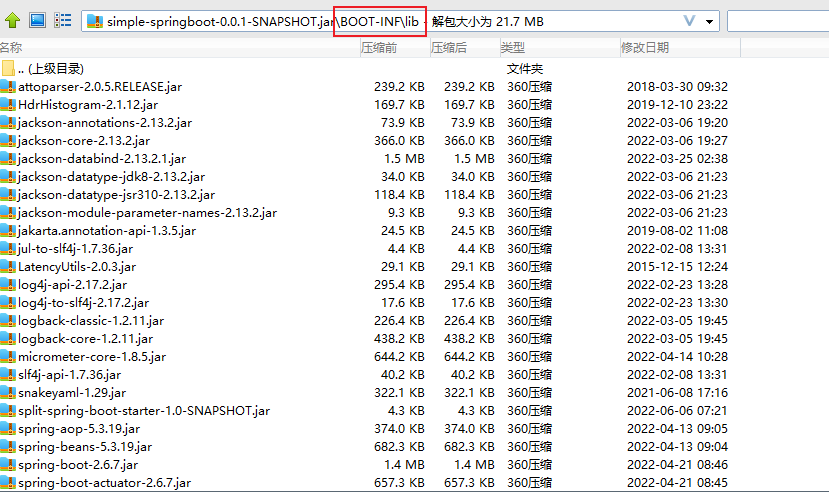 simple-springboot-0.0.1-SNAPSHOT.jar\BOOT-INF\lib - 解包大小为 21.7 MB
名称 压缩前 压缩后 类型 修改日期
.. (上级目录) 文件夹
attoparser-2.0.5.RELEASE.jar 239.2 KB 239.2 KB 360压缩 2018-03-30 09:32
HdrHistogram-2.1.12.jar 169.7 KB 169.7 KB 360压缩 2019-12-10 23:22
jackson-annotations-2.13.2.jar 73.9 KB 73.9 KB 360压缩 2022-03-06 19:20
jackson-core-2.13.2.jar 366.0 KB 366.0 KB 360压缩 2022-03-06 19:27
jackson-databind-2.13.2.1.jar 1.5 MB 1.5 MB 360压缩 2022-03-25 02:38
jackson-datatype-jdk8-2.13.2.jar 34.0 KB 34.0 KB 360压缩 2022-03-06 21:23
jackson-datatype-jsr310-2.13.2.jar 118.4 KB 118.4 KB 360压缩 2022-03-06 21:23
jackson-module-parameter-names-2.13.2.jar 9.3 KB 9.3 KB 360压缩 2022-03-06 21:23
jakarta.annotation-api-1.3.5.jar 24.5 KB 24.5 KB 360压缩 2019-08-02 11:08
jul-to-slf4j-1.7.36.jar 4.4 KB 4.4 KB 360压缩 2022-02-08 13:31
LatencyUtils-2.0.3.jar 29.1 KB 29.1 KB 360压缩 2015-12-15 12:24
log4j-api-2.17.2.jar 295.4 KB 295.4 KB 360压缩 2022-02-23 13:28
log4j-to-slf4j-2.17.2.jar 17.6 KB 17.6 KB 360压缩 2022-02-23 13:30
logback-classic-1.2.11.jar 226.4 KB 226.4 KB 360压缩 2022-03-05 19:45
logback-core-1.2.11.jar 438.2 KB 438.2 KB 360压缩 2022-03-05 19:45
micrometer-core-1.8.5.jar 644.2 KB 644.2 KB 360压缩 2022-04-14 10:28
slf4j-api-1.7.36.jar 40.2 KB 40.2 KB 360压缩 2022-02-08 13:31
snakeyaml-1.29.jar 322.1 KB 322.1 KB 360压缩 2021-06-08 17:16
split-spring-boot-starter-1.0-SNAPSHOT.jar 4.3 KB 4.3 KB 360压缩 2022-06-06 07:21
spring-aop-5.3.19.jar 374.0 KB 374.0 KB 360压缩 2022-04-13 09:05
spring-beans-5.3.19.jar 682.3 KB 682.3 KB 360压缩 2022-04-13 09:04
spring-boot-2.6.7.jar 1.4 MB 1.4 MB 360压缩 2022-04-21 08:46
spring-boot-actuator-2.6.7.jar 657.3 KB 657.3 KB 360压缩 2022-04-21 08:45